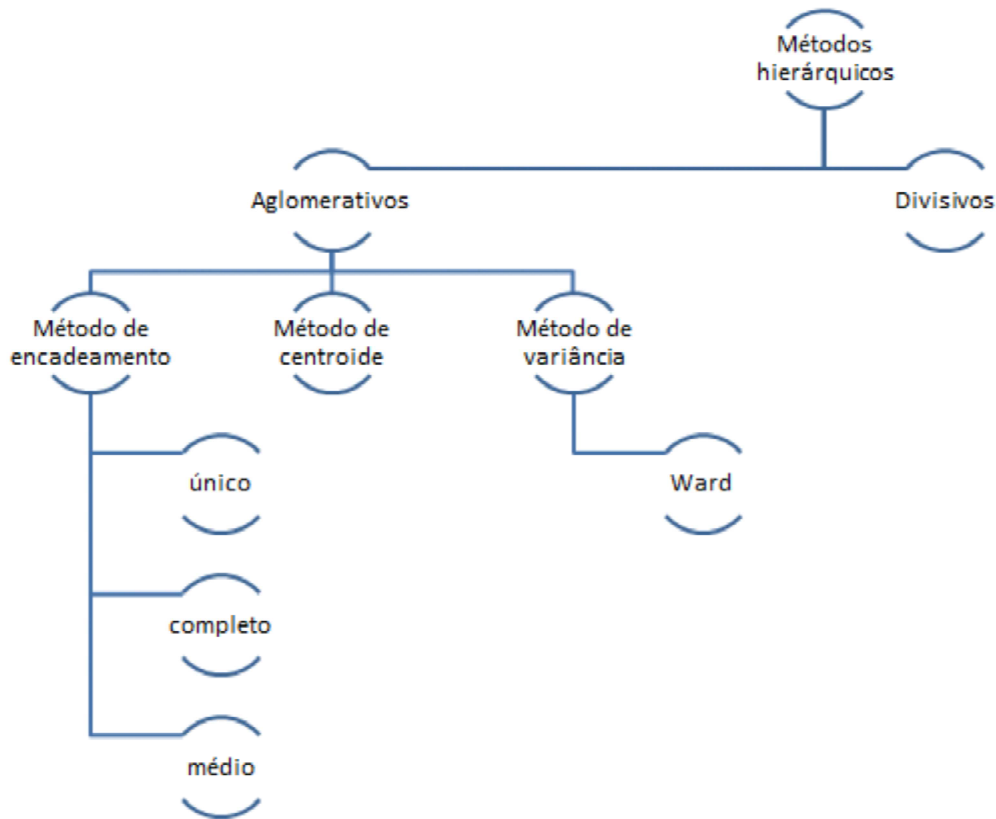 Métodos
hierárquicos
Aglomerativos
Divisivos
Método de
encadeamento
Método de
centroide
Método de
variância
único
Ward
completo
médio